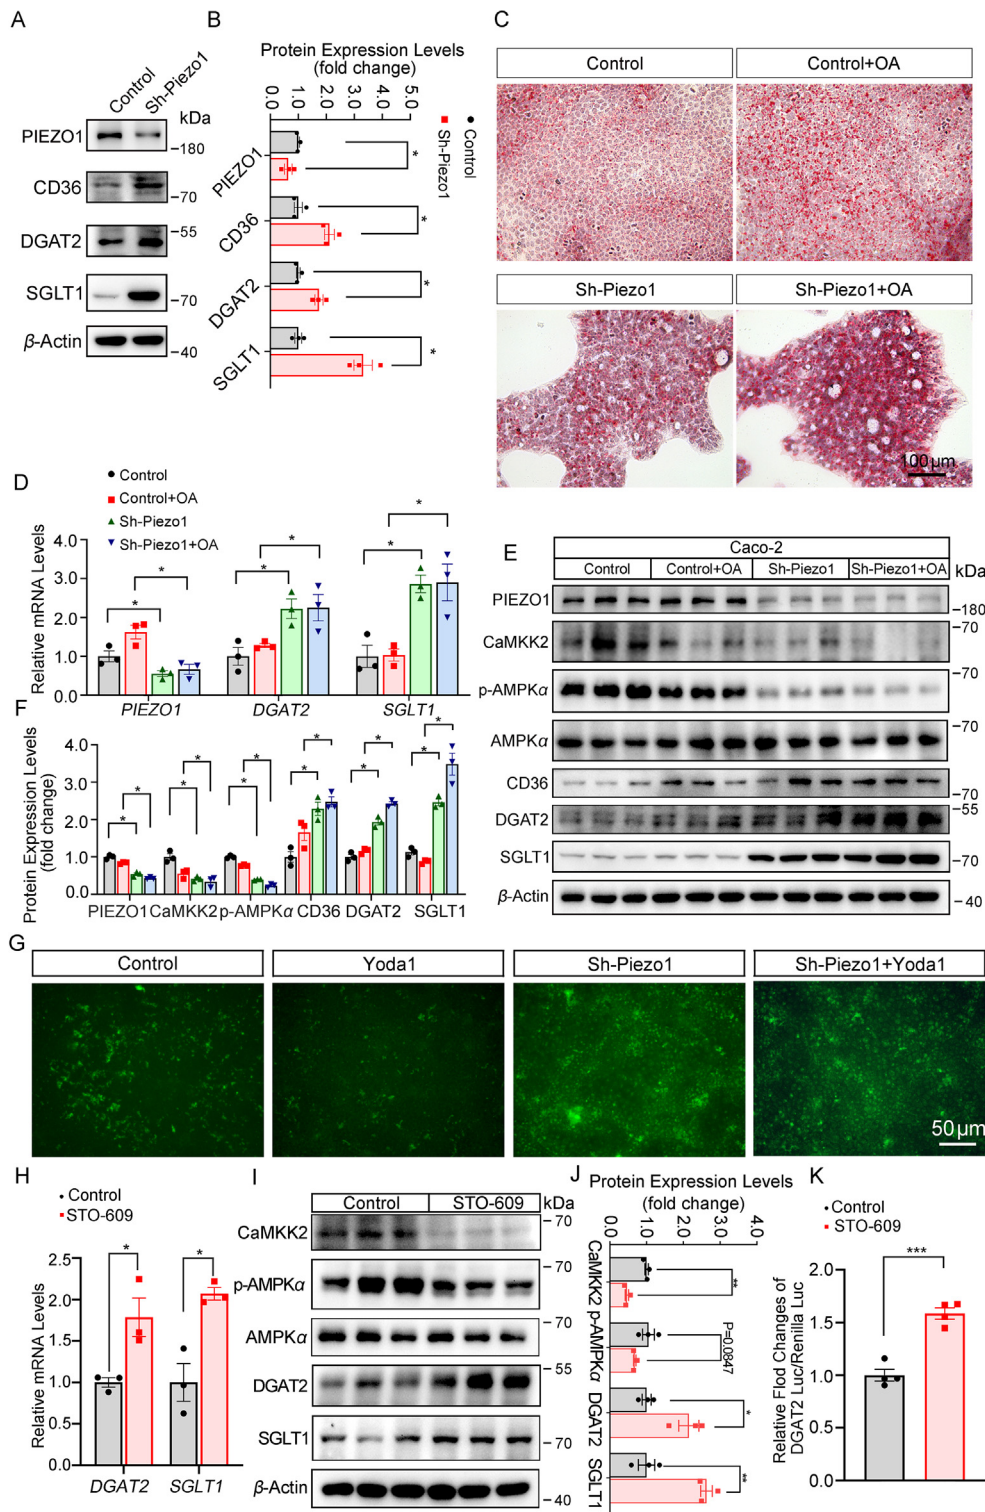 A
Control
Sh-Piezo1
kDa
PIEZO1
–180
CD36
–70
DGAT2
–55
SGLT1
–70
β-Actin
–40
B
Protein Expression Levels
(fold change)
0.0 1.0 2.0 3.0 4.0 5.0
Control
Sh-Piezo1
PIEZO1
*
CD36
*
DGAT2
*
SGLT1
*
C
Control
Control+OA
Sh-Piezo1
Sh-Piezo1+OA
100 μm
D
Control
Control+OA
Sh-Piezo1
Sh-Piezo1+OA
Relative mRNA Levels
4.0
3.0
2.0
1.0
0.0
* * * * * *
PIEZO1 DGAT2 SGLT1
E
Caco-2
Control Control+OA Sh-Piezo1 Sh-Piezo1+OA
kDa
PIEZO1
–180
CaMKK2
–70
p-AMPKα
–70
AMPKα
–70
CD36
–70
DGAT2
–55
SGLT1
–70
β-Actin
–40
F
Protein Expression Levels
(fold change)
4.0
3.0
2.0
1.0
0.0
* * * * * * * * * * * *
PIEZO1 CaMKK2 p-AMPKα CD36 DGAT2 SGLT1
G
Control
Yoda1
Sh-Piezo1
Sh-Piezo1+Yoda1
50 μm
H
Control
STO-609
Relative mRNA Levels
2.5
2.0
1.5
1.0
0.5
0.0
* *
DGAT2 SGLT1
I
Control STO-609
kDa
CaMKK2
–70
p-AMPKα
–70
AMPKα
DGAT2
–55
SGLT1
–70
β-Actin
–40
J
Protein Expression Levels
(fold change)
0.0 1.0 2.0 3.0 4.0
CaMKK2
**
p-AMPKα
P=0.0847
DGAT2
*
SGLT1
**
K
Control
STO-609
Relative Flod Changes of
DGAT2 Luc/Renilla Luc
2.0
1.5
1.0
0.5
0.0
***